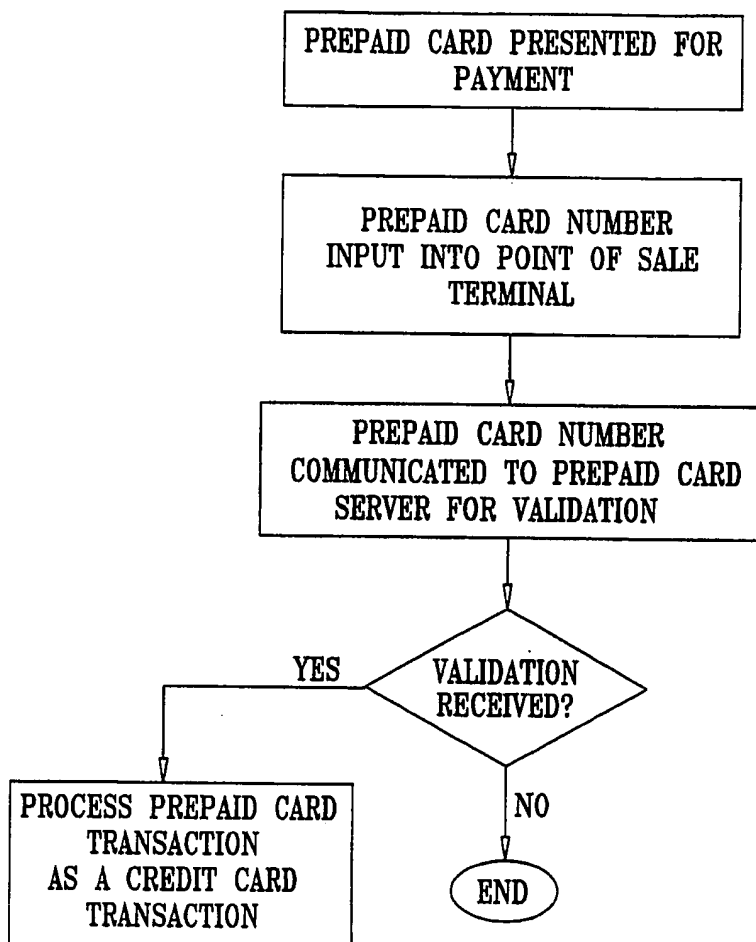 PREPAID CARD PRESENTED FOR
PAYMENT
PREPAID CARD NUMBER
INPUT INTO POINT OF SALE
TERMINAL
PREPAID CARD NUMBER
COMMUNICATED TO PREPAID CARD
SERVER FOR VALIDATION
VALIDATION
RECEIVED?
YES
NO
PROCESS PREPAID CARD
TRANSACTION
AS A CREDIT CARD
TRANSACTION
END